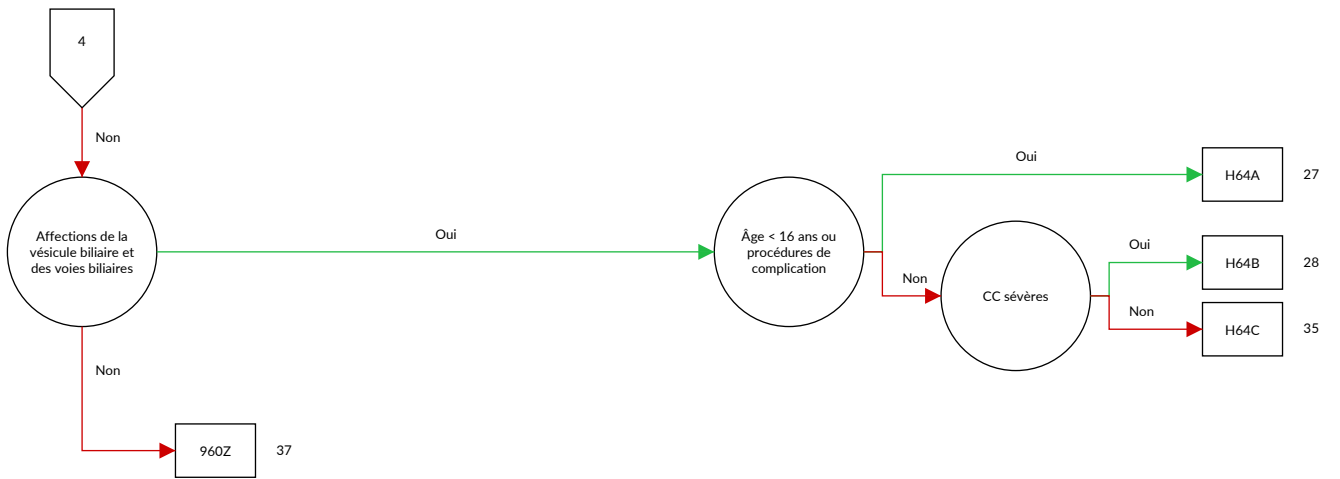 4
Non
Affections de la
vésicule biliaire et
des voies biliaires
Oui
Âge < 16 ans ou
procédures de
complication
Oui
H64A
27
Non
CC sévères
Oui
H64B
28
Non
H64C
35
Non
960Z
37